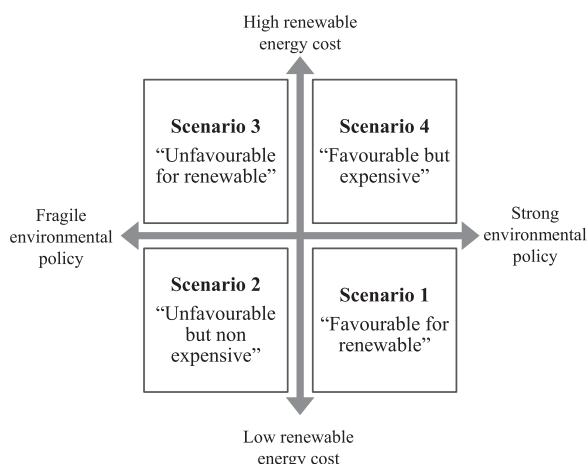 High renewable
energy cost
Scenario 3
“Unfavourable
for renewable”
Scenario 4
“Favourable but
expensive”
Fragile
environmental
policy
Strong
environmental
policy
Scenario 2
“Unfavourable
but non
expensive”
Scenario 1
“Favourable for
renewable”
Low renewable
energy cost